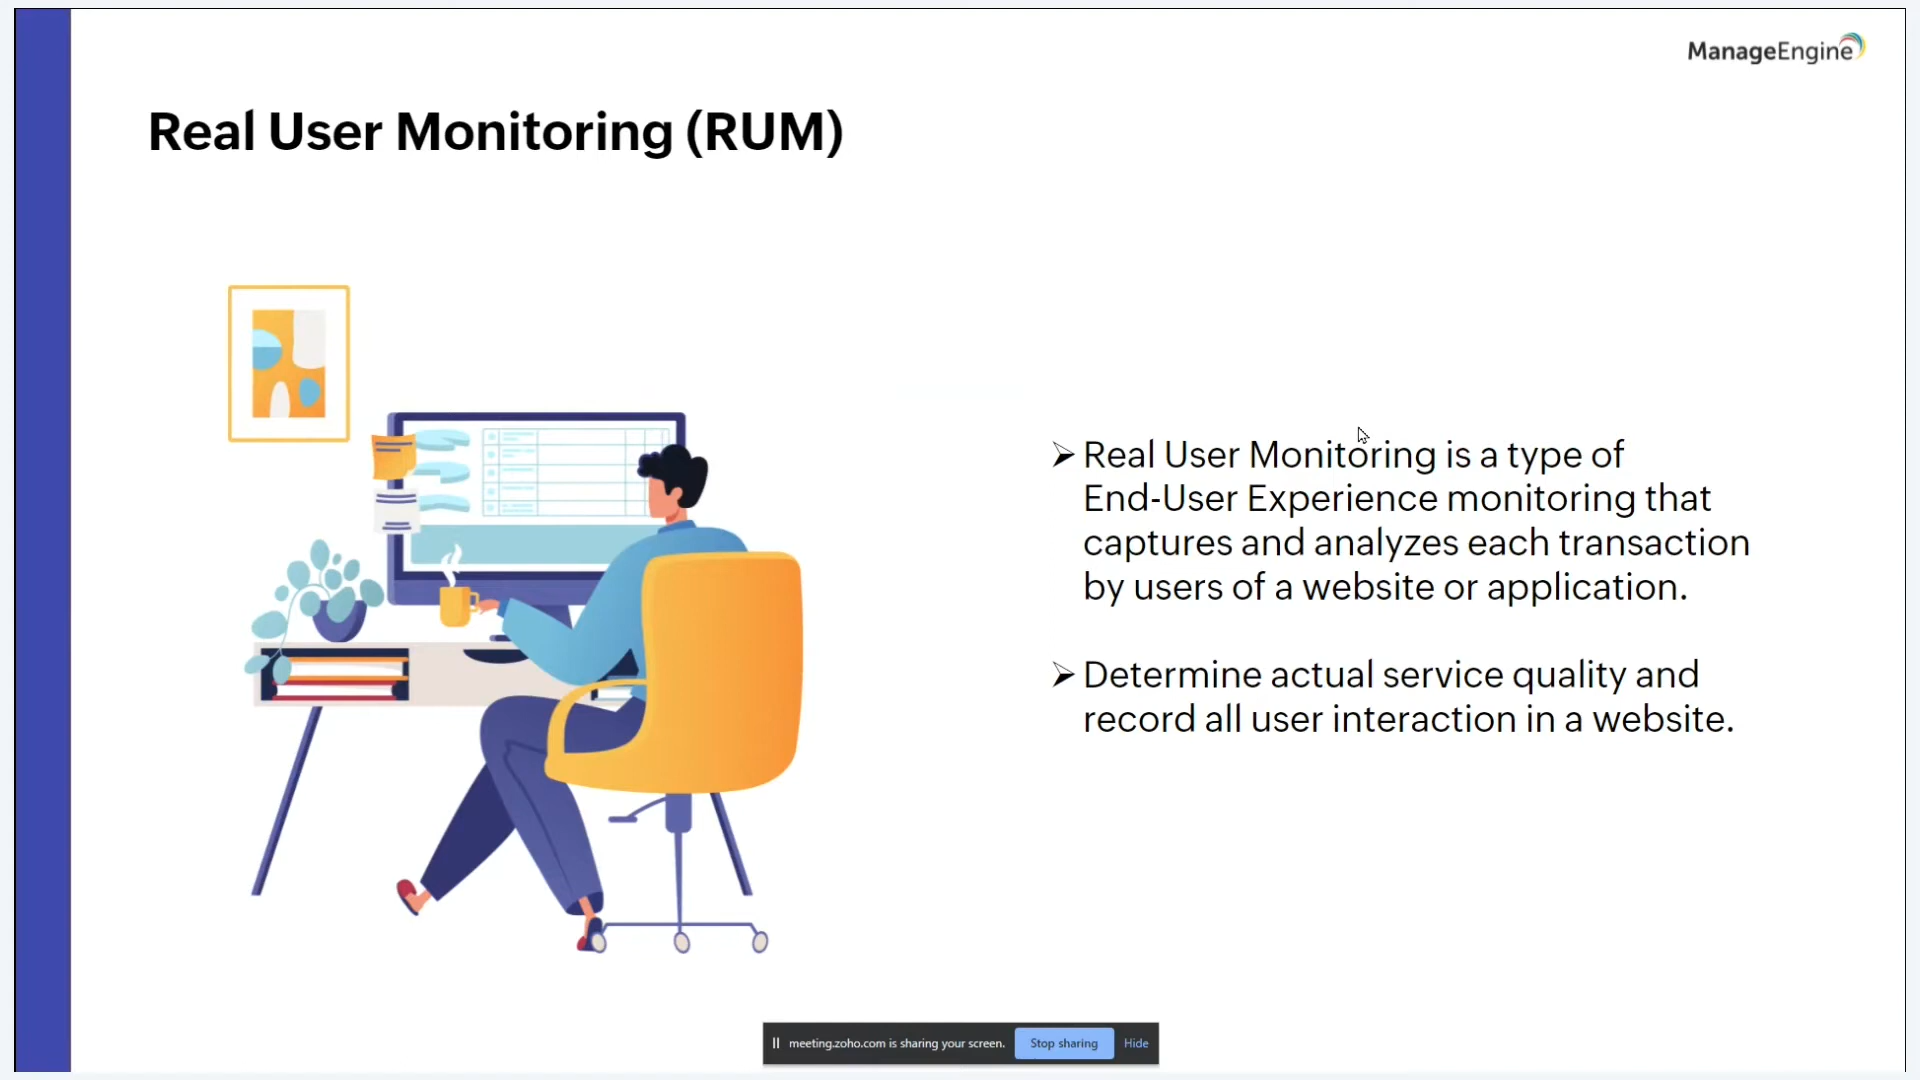 ManageEngine
Real User Monitoring (RUM)
➢ Real User Monitoring is a type of
End-User Experience monitoring that
captures and analyzes each transaction
by users of a website or application.
➢ Determine actual service quality and
record all user interaction in a website.
meeting.zoho.com is sharing your screen. Stop sharing Hide